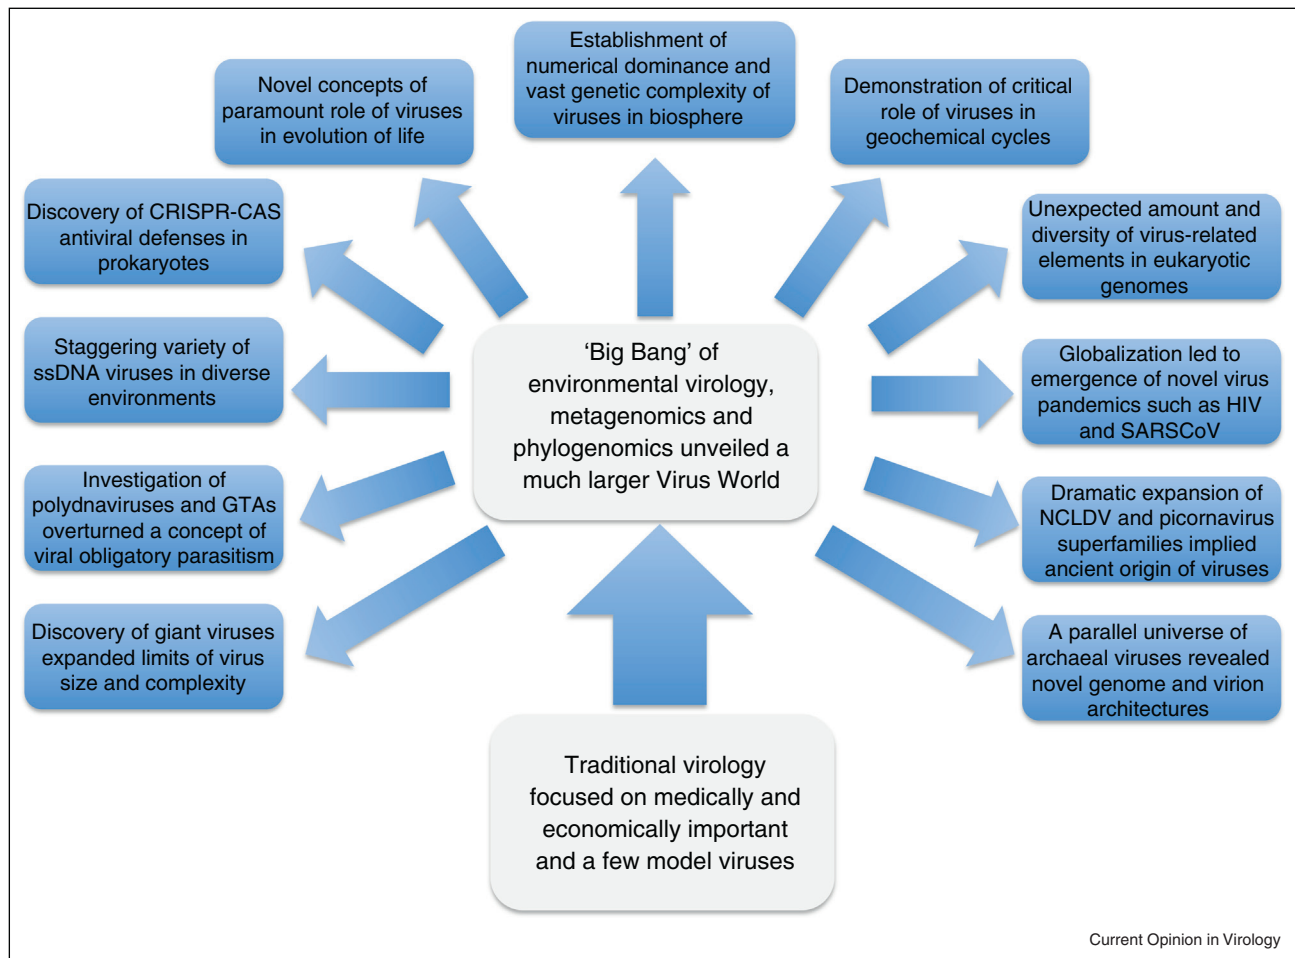 Establishment of
numerical dominance and
vast genetic complexity of
viruses in biosphere
Novel concepts of
paramount role of viruses
in evolution of life
Demonstration of critical
role of viruses in
geochemical cycles
Discovery of CRISPR-CAS
antiviral defenses in
prokaryotes
Unexpected amount and
diversity of virus-related
elements in eukaryotic
genomes
Staggering variety of
ssDNA viruses in diverse
environments
‘Big Bang’ of
environmental virology,
metagenomics and
phylogenomics unveiled a
much larger Virus World
Globalization led to
emergence of novel virus
pandemics such as HIV
and SARSCoV
Investigation of
polydnaviruses and GTAs
overturned a concept of
viral obligatory parasitism
Dramatic expansion of
NCLDV and picornavirus
superfamilies implied
ancient origin of viruses
Discovery of giant viruses
expanded limits of virus
size and complexity
A parallel universe of
archaeal viruses revealed
novel genome and virion
architectures
Traditional virology
focused on medically and
economically important
and a few model viruses
Current Opinion in Virology